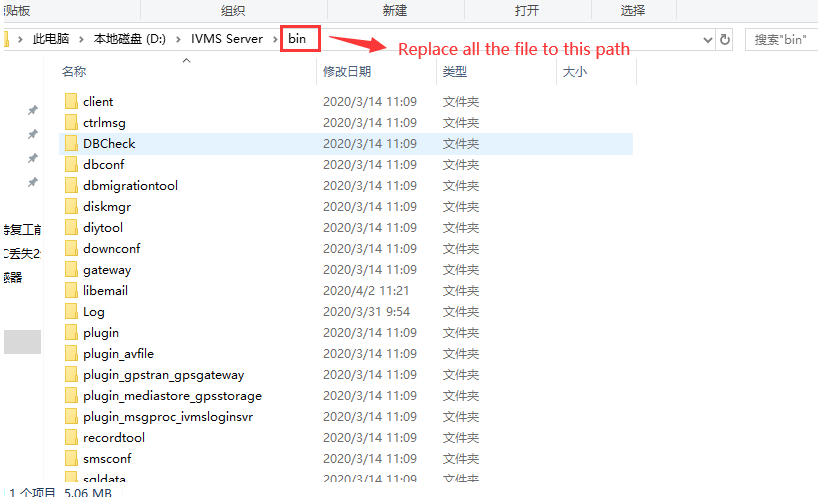 剪贴板 组织 新建 打开 选择
此电脑 > 本地磁盘 (D:) > IVMS Server > bin 搜索"bin"
Replace all the file to this path
名称 修改日期 类型 大小
client 2020/3/14 11:09 文件夹
ctrlmsg 2020/3/14 11:09 文件夹
DBCheck 2020/3/14 11:09 文件夹
dbconf 2020/3/14 11:09 文件夹
dbmigrationtool 2020/3/14 11:09 文件夹
diskmgr 2020/3/14 11:09 文件夹
diytool 2020/3/14 11:09 文件夹
downconf 2020/3/14 11:09 文件夹
gateway 2020/3/14 11:09 文件夹
libemail 2020/4/2 11:21 文件夹
Log 2020/3/31 9:54 文件夹
plugin 2020/3/14 11:09 文件夹
plugin_avfile 2020/3/14 11:09 文件夹
plugin_gpstran_gpsgateway 2020/3/14 11:09 文件夹
plugin_mediastore_gpsstorage 2020/3/14 11:09 文件夹
plugin_msgproc_ivmsloginsvr 2020/3/14 11:09 文件夹
recordtool 2020/3/14 11:09 文件夹
smsconf 2020/3/14 11:09 文件夹
sqldata 2020/3/14 11:09 文件夹
复工前
C丢失2
感器
1 个项目 5.06 MB